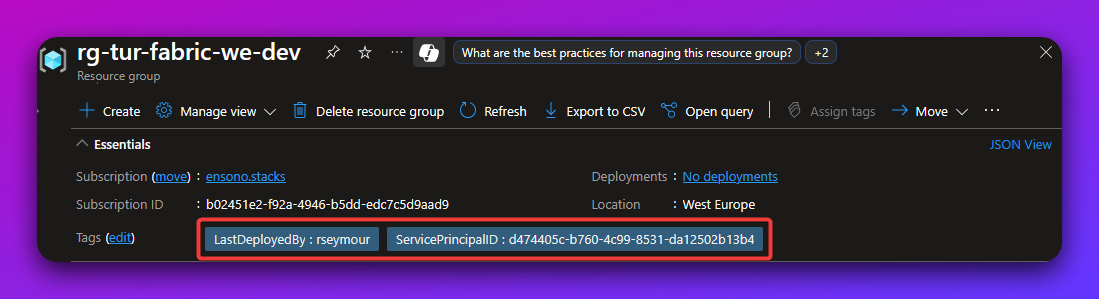 rg-tur-fabric-we-dev
What are the best practices for managing this resource group?
+2
Resource group
Create
Manage view
Delete resource group
Refresh
Export to CSV
Open query
Assign tags
Move
Essentials
JSON View
Subscription (move) : ensono.stacks
Deployments : No deployments
Subscription ID : b02451e2-f92a-4946-b5dd-edc7c5d9aad9
Location : West Europe
Tags (edit)
LastDeployedBy : rseymour
ServicePrincipalID : d474405c-b760-4c99-8531-da12502b13b4